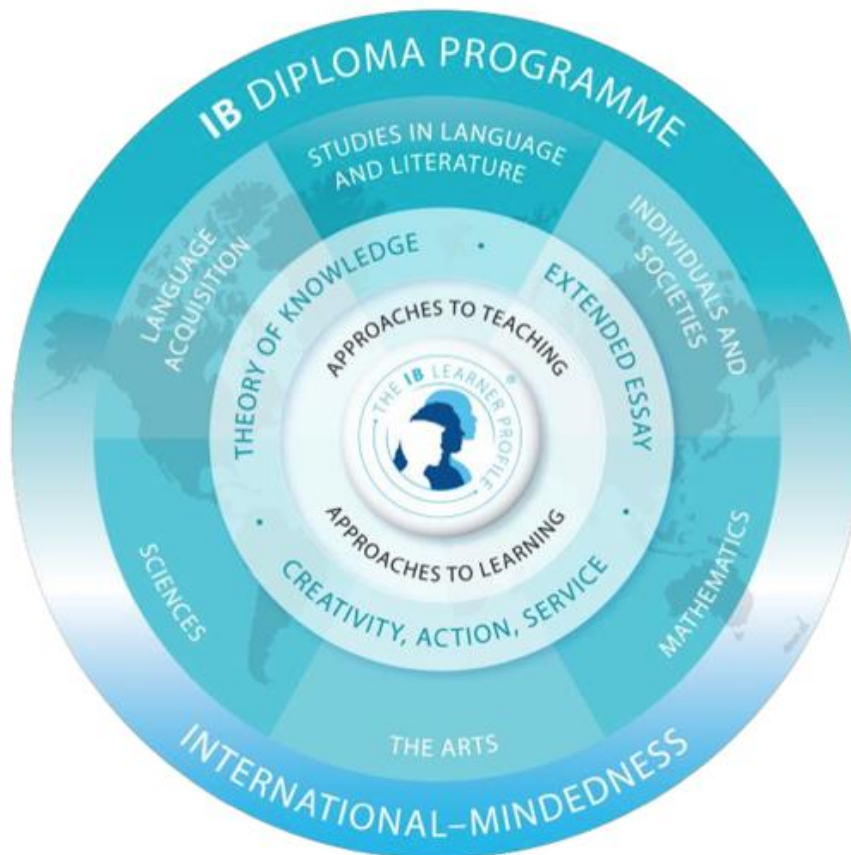 IB DIPLOMA PROGRAMME
STUDIES IN LANGUAGE
AND LITERATURE
LANGUAGE
ACQUISITION
INDIVIDUALS AND
SOCIETIES
THEORY OF KNOWLEDGE
EXTENDED ESSAY
APPROACHES TO TEACHING
THE IB LEARNER PROFILE
®
APPROACHES TO LEARNING
CREATIVITY, ACTION, SERVICE
SCIENCES
MATHEMATICS
THE ARTS
INTERNATIONAL–MINDEDNESS